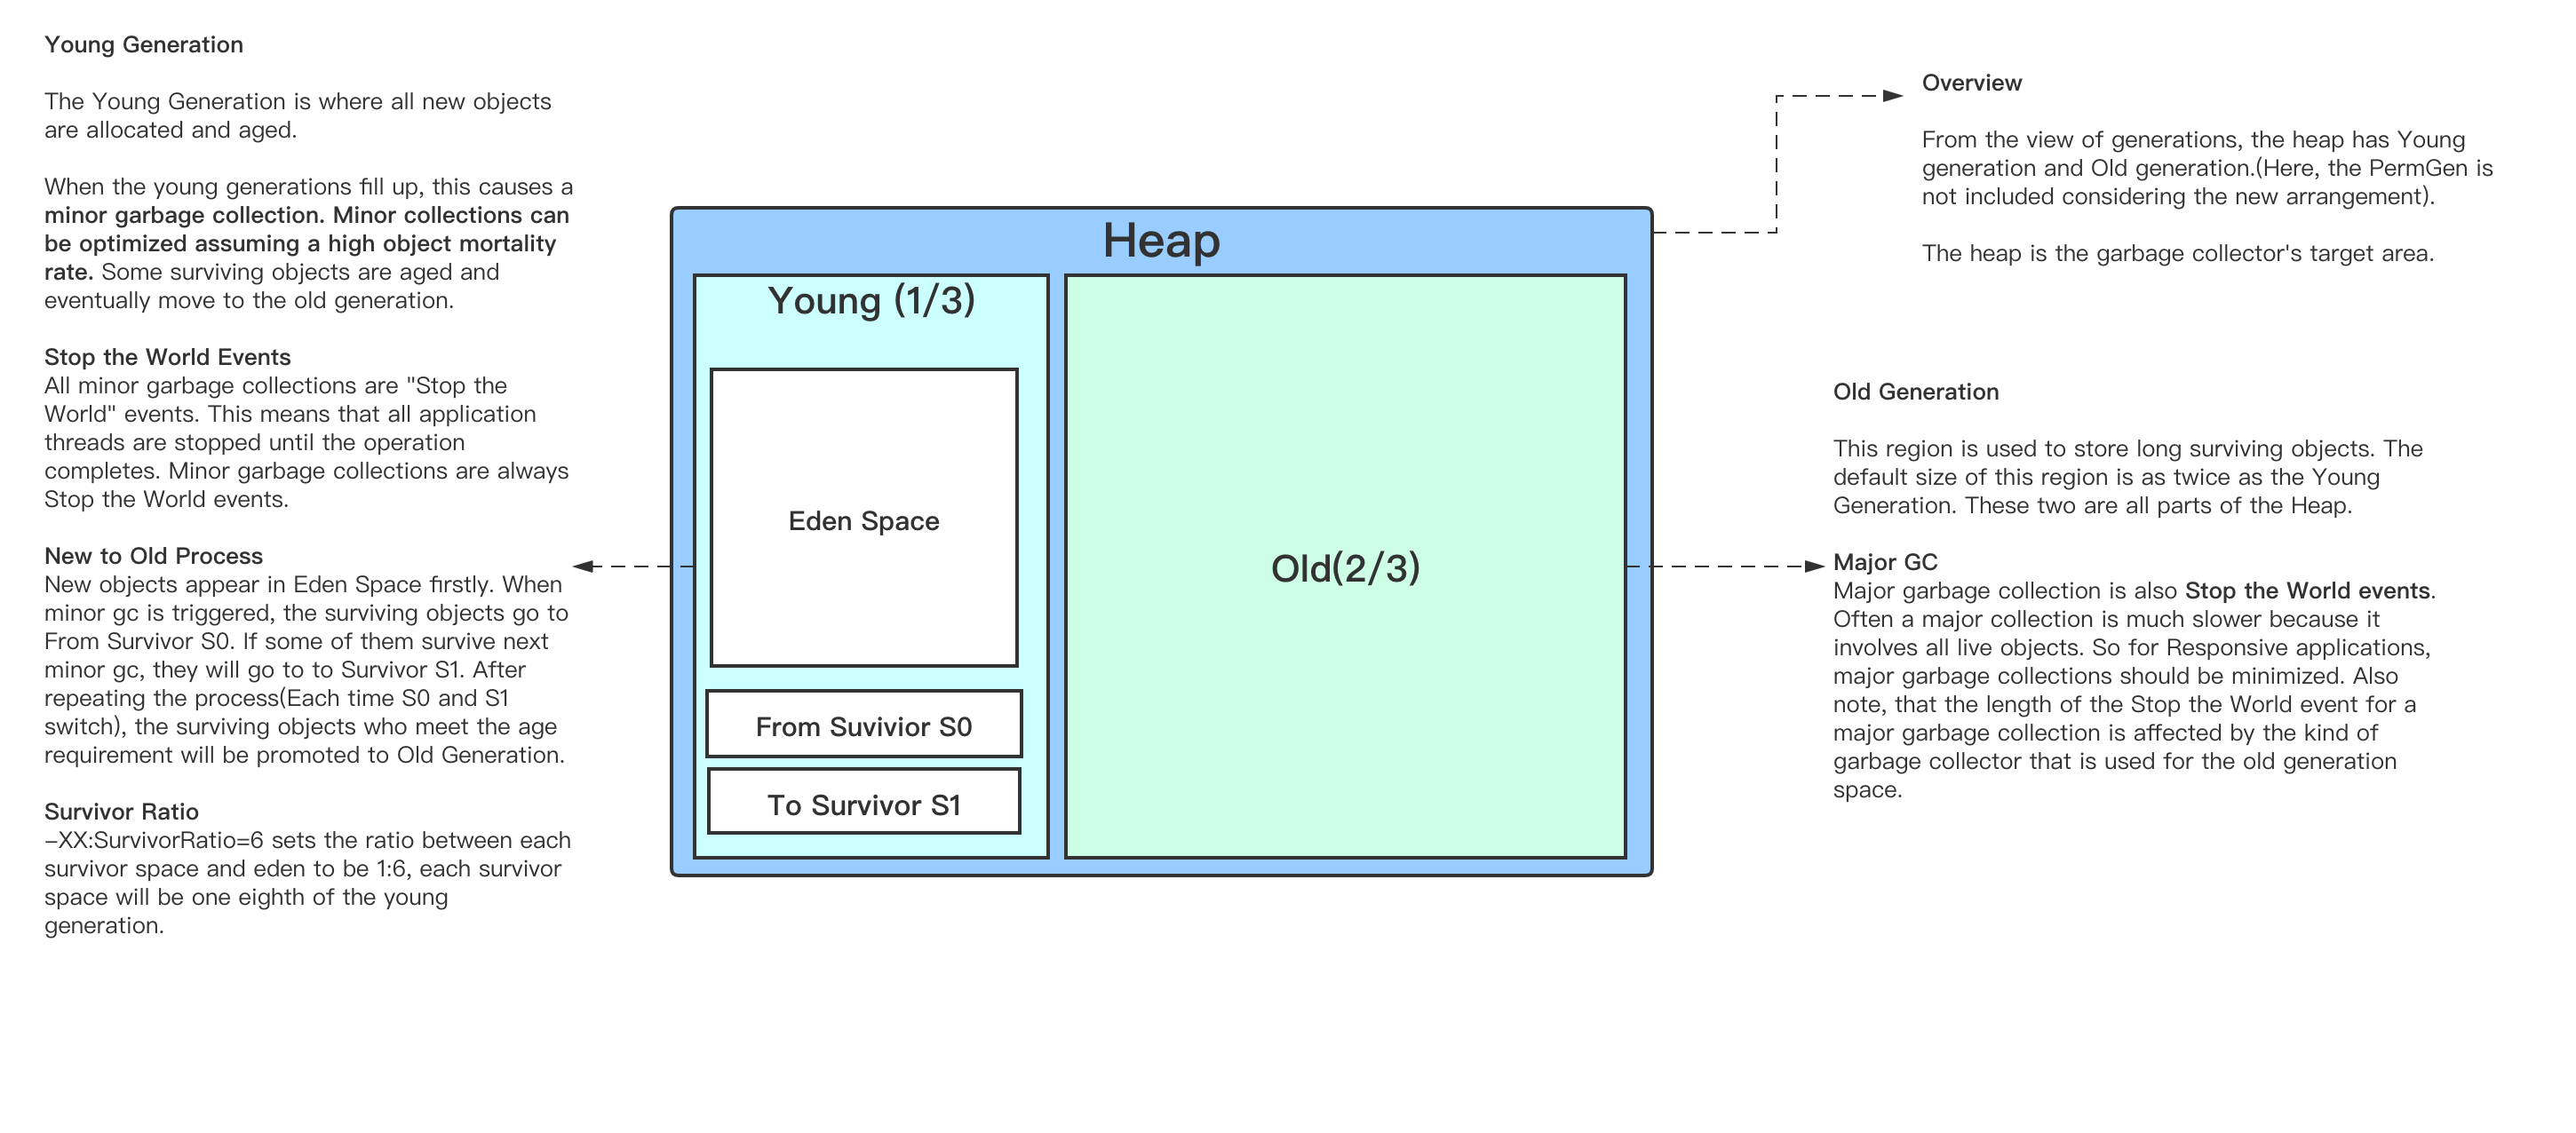 Young Generation
The Young Generation is where all new objects
are allocated and aged.
When the young generations fill up, this causes a
minor garbage collection. Minor collections can
be optimized assuming a high object mortality
rate. Some surviving objects are aged and
eventually move to the old generation.
Stop the World Events
All minor garbage collections are "Stop the
World" events. This means that all application
threads are stopped until the operation
completes. Minor garbage collections are always
Stop the World events.
New to Old Process
New objects appear in Eden Space firstly. When
minor gc is triggered, the surviving objects go to
From Survivor S0. If some of them survive next
minor gc, they will go to to Survivor S1. After
repeating the process(Each time S0 and S1
switch), the surviving objects who meet the age
requirement will be promoted to Old Generation.
Survivor Ratio
–XX:SurvivorRatio=6 sets the ratio between each
survivor space and eden to be 1:6, each survivor
space will be one eighth of the young
generation.
Heap
Young (1/3)
Eden Space
From Suvivior S0
To Survivor S1
Old(2/3)
Overview
From the view of generations, the heap has Young
generation and Old generation.(Here, the PermGen is
not included considering the new arrangement).
The heap is the garbage collector's target area.
Old Generation
This region is used to store long surviving objects. The
default size of this region is as twice as the Young
Generation. These two are all parts of the Heap.
Major GC
Major garbage collection is also Stop the World events.
Often a major collection is much slower because it
involves all live objects. So for Responsive applications,
major garbage collections should be minimized. Also
note, that the length of the Stop the World event for a
major garbage collection is affected by the kind of
garbage collector that is used for the old generation
space.